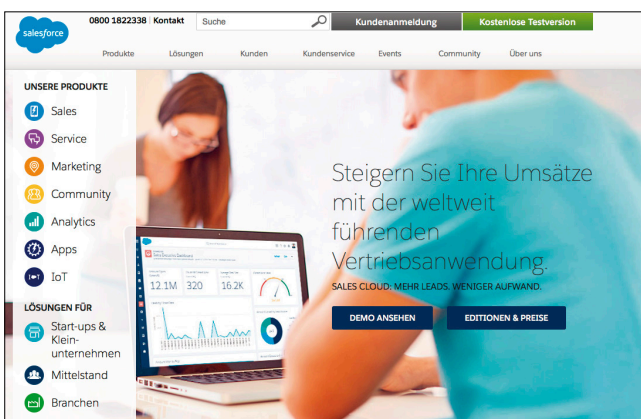 salesforce
0800 1822338 | Kontakt
Suche
Kundenanmeldung
Kostenlose Testversion
Produkte
Lösungen
Kunden
Kundenservice
Events
Community
Über uns
UNSERE PRODUKTE
Sales
Service
Marketing
Community
Analytics
Apps
IoT
LÖSUNGEN FÜR
Start-ups &
Klein-
unternehmen
Mittelstand
Branchen
Steigern Sie Ihre Umsätze
mit der weltweit
führenden
Vertriebsanwendung.
SALES CLOUD: MEHR LEADS. WENIGER AUFWAND.
DEMO ANSEHEN
EDITIONEN & PREISE
12.1M
320
16.2K